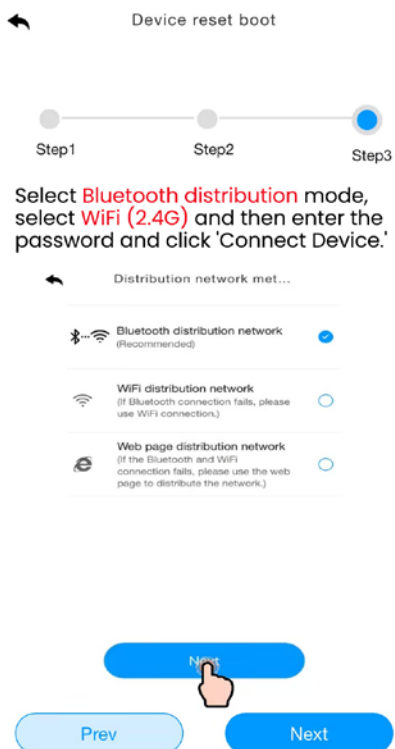 Device reset boot
Step1
Step2
Step3
Select Bluetooth distribution mode,
select WiFi (2.4G) and then enter the
password and click 'Connect Device.'
Distribution network met...
Bluetooth distribution network
(Recommended)
WiFi distribution network
(If Bluetooth connection fails, please
use WiFi connection.)
Web page distribution network
(If the Bluetooth and WiFi
connection fails, please use the web
page to distribute the network.)
Next
Prev
Next